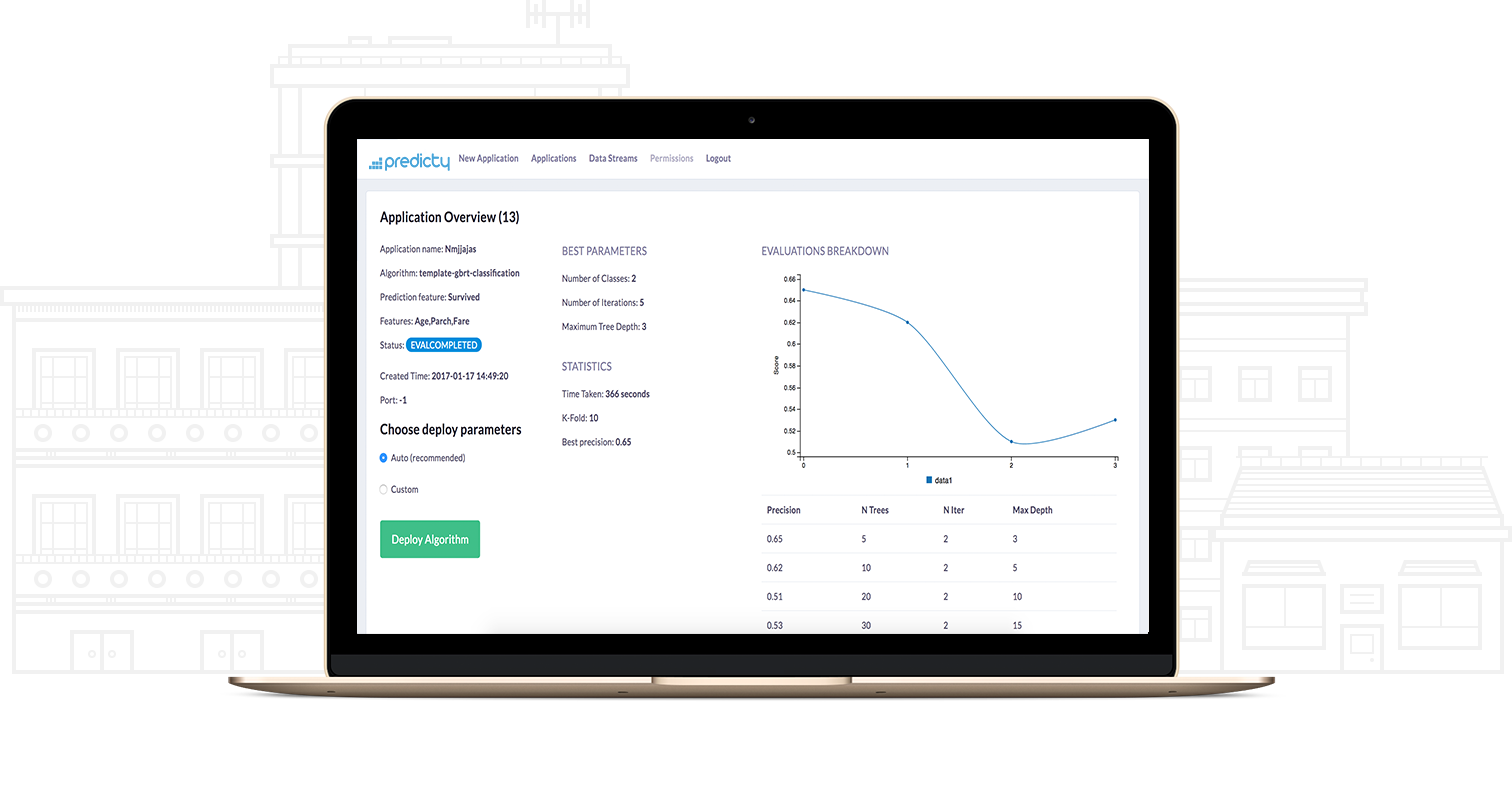 predicty New Application Applications Data Streams Permissions Logout
Application Overview (13)
Application name: Nmjjajas
Algorithm: template-gbrt-classification
Prediction feature: Survived
Features: Age,Parch,Fare
Status: EVALCOMPLETED
Created Time: 2017-01-17 14:49:20
Port: -1
Choose deploy parameters
Auto (recommended)
Custom
Deploy Algorithm
BEST PARAMETERS
Number of Classes: 2
Number of Iterations: 5
Maximum Tree Depth: 3
STATISTICS
Time Taken: 366 seconds
K-Fold: 10
Best precision: 0.65
EVALUATIONS BREAKDOWN
0.66
0.64
0.62
0.6
0.58
0.56
0.54
0.52
0.5
Score
0 1 2 3
data1
Precision N Trees N Iter Max Depth
0.65 5 2 3
0.62 10 2 5
0.51 20 2 10
0.53 30 2 15